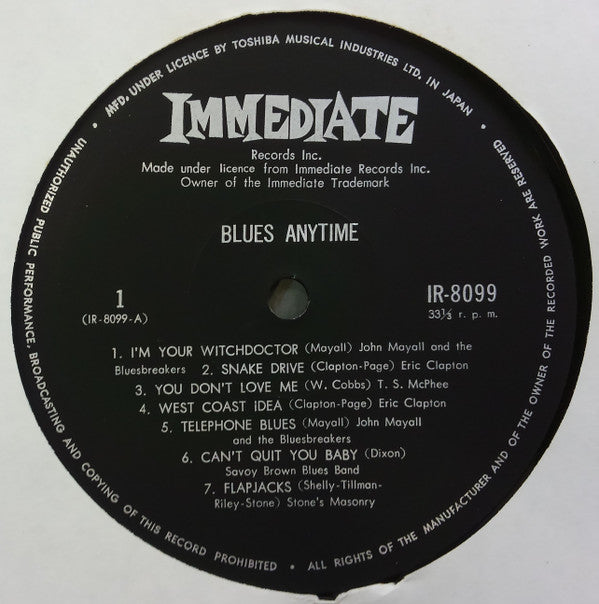 • MFD. UNDER LICENCE BY TOSHIBA MUSICAL INDUSTRIES LTD. IN JAPAN •
IMMEDIATE
Records Inc.
Made under licence from Immediate Records Inc.
Owner of the Immediate Trademark
BLUES ANYTIME
1
(IR-8099-A)
IR-8099
33⅓ r. p. m.
1. I'M YOUR WITCHDOCTOR (Mayall) John Mayall and the
Bluesbreakers 2. SNAKE DRIVE (Clapton-Page) Eric Clapton
3. YOU DON'T LOVE ME (W. Cobbs) T. S. McPhee
4. WEST COAST IDEA (Clapton-Page) Eric Clapton
5. TELEPHONE BLUES (Mayall) John Mayall
and the Bluesbreakers
6. CAN'T QUIT YOU BABY (Dixon)
Savoy Brown Blues Band
7. FLAPJACKS (Shelly-Tillman-
Riley-Stone) Stone's Masonry
UNAUTHORIZED PUBLIC PERFORMANCE, BROADCASTING AND COPYING OF THIS RECORD PROHIBITED • ALL RIGHTS OF THE MANUFACTURER AND OF THE OWNER OF THE RECORDED WORK ARE RESERVED